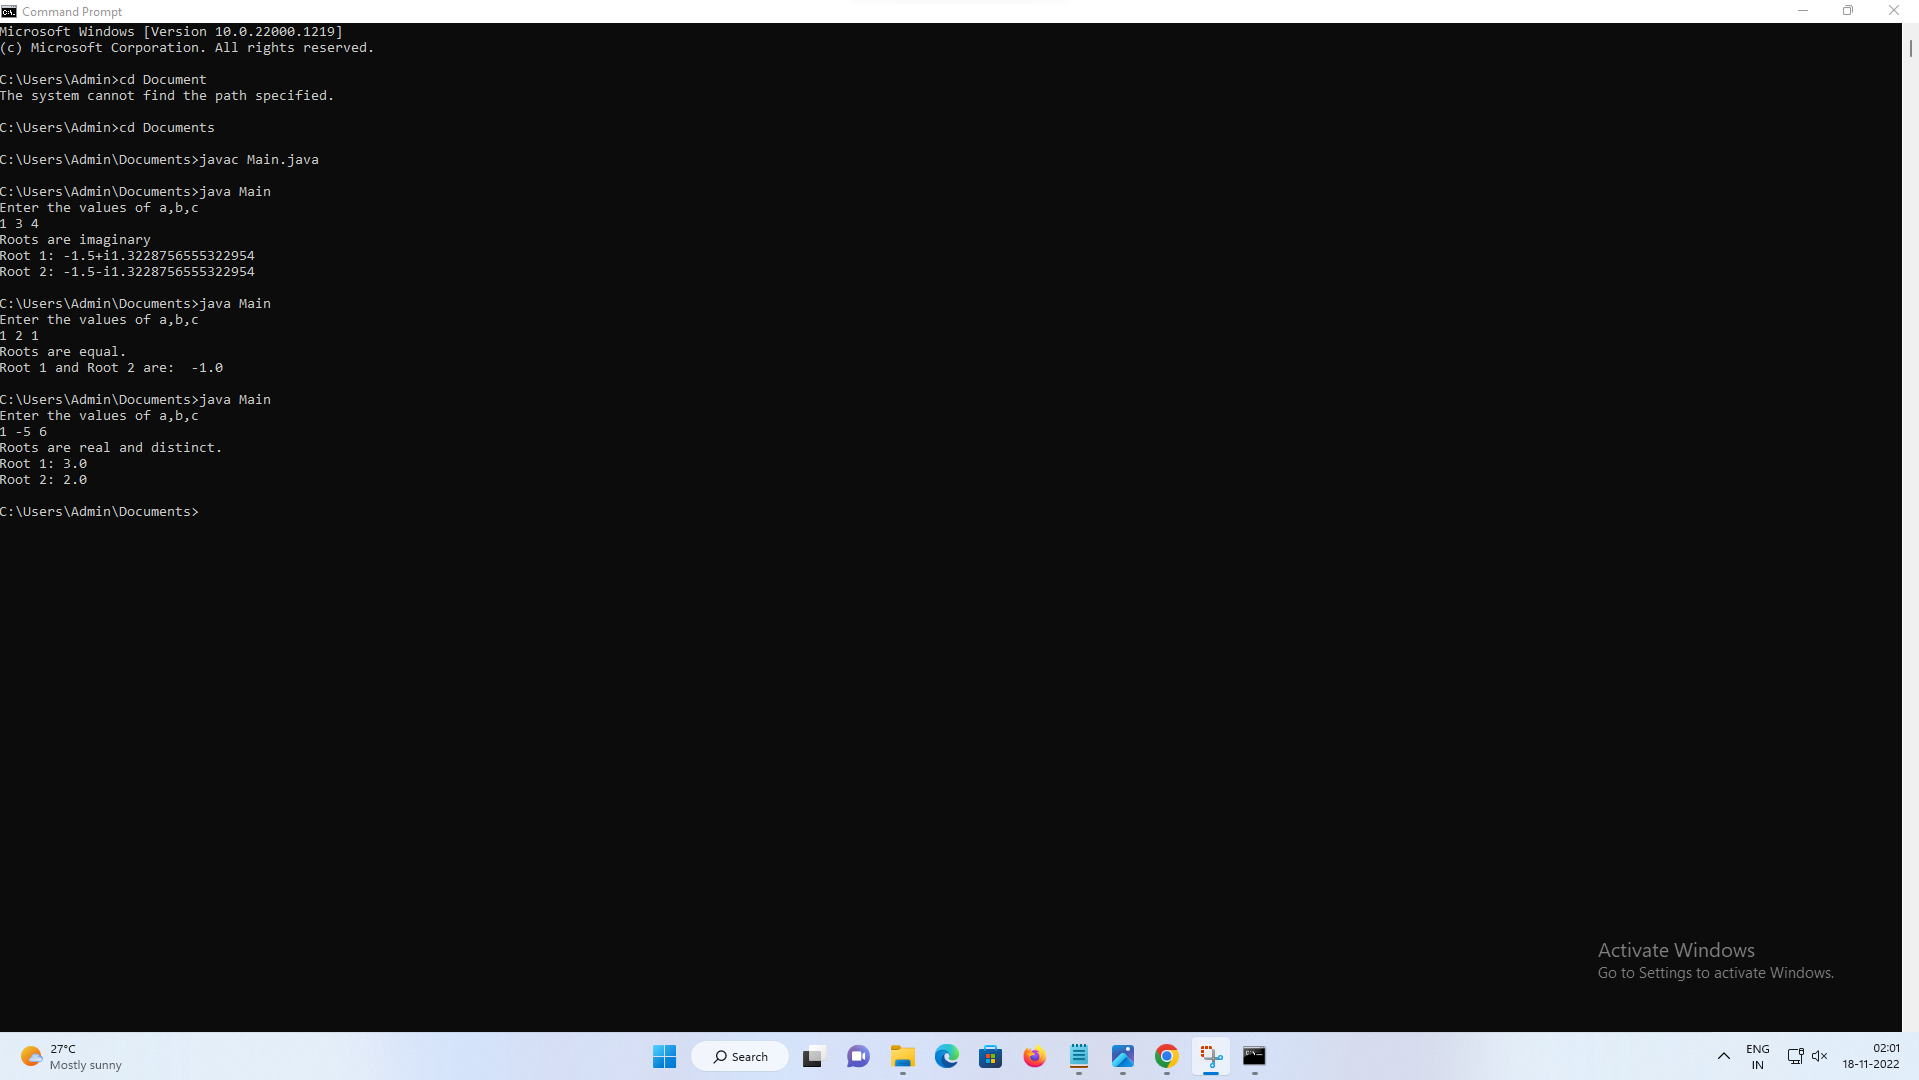 Command Prompt
Microsoft Windows [Version 10.0.22000.1219]
(c) Microsoft Corporation. All rights reserved.
C:\Users\Admin>cd Document
The system cannot find the path specified.
C:\Users\Admin>cd Documents
C:\Users\Admin\Documents>javac Main.java
C:\Users\Admin\Documents>java Main
Enter the values of a,b,c
1 3 4
Roots are imaginary
Root 1: -1.5+i1.3228756555322954
Root 2: -1.5-i1.3228756555322954
C:\Users\Admin\Documents>java Main
Enter the values of a,b,c
1 2 1
Roots are equal.
Root 1 and Root 2 are:  -1.0
C:\Users\Admin\Documents>java Main
Enter the values of a,b,c
1 -5 6
Roots are real and distinct.
Root 1: 3.0
Root 2: 2.0
C:\Users\Admin\Documents>
Activate Windows
Go to Settings to activate Windows.
27°C
Mostly sunny
Search
ENG
IN
02:01
18-11-2022